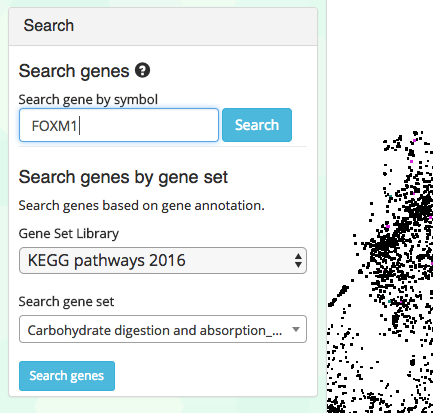 Search
Search genes
Search gene by symbol
FOXM1
Search
Search genes by gene set
Search genes based on gene annotation.
Gene Set Library
KEGG pathways 2016
Search gene set
Carbohydrate digestion and absorption_...
Search genes